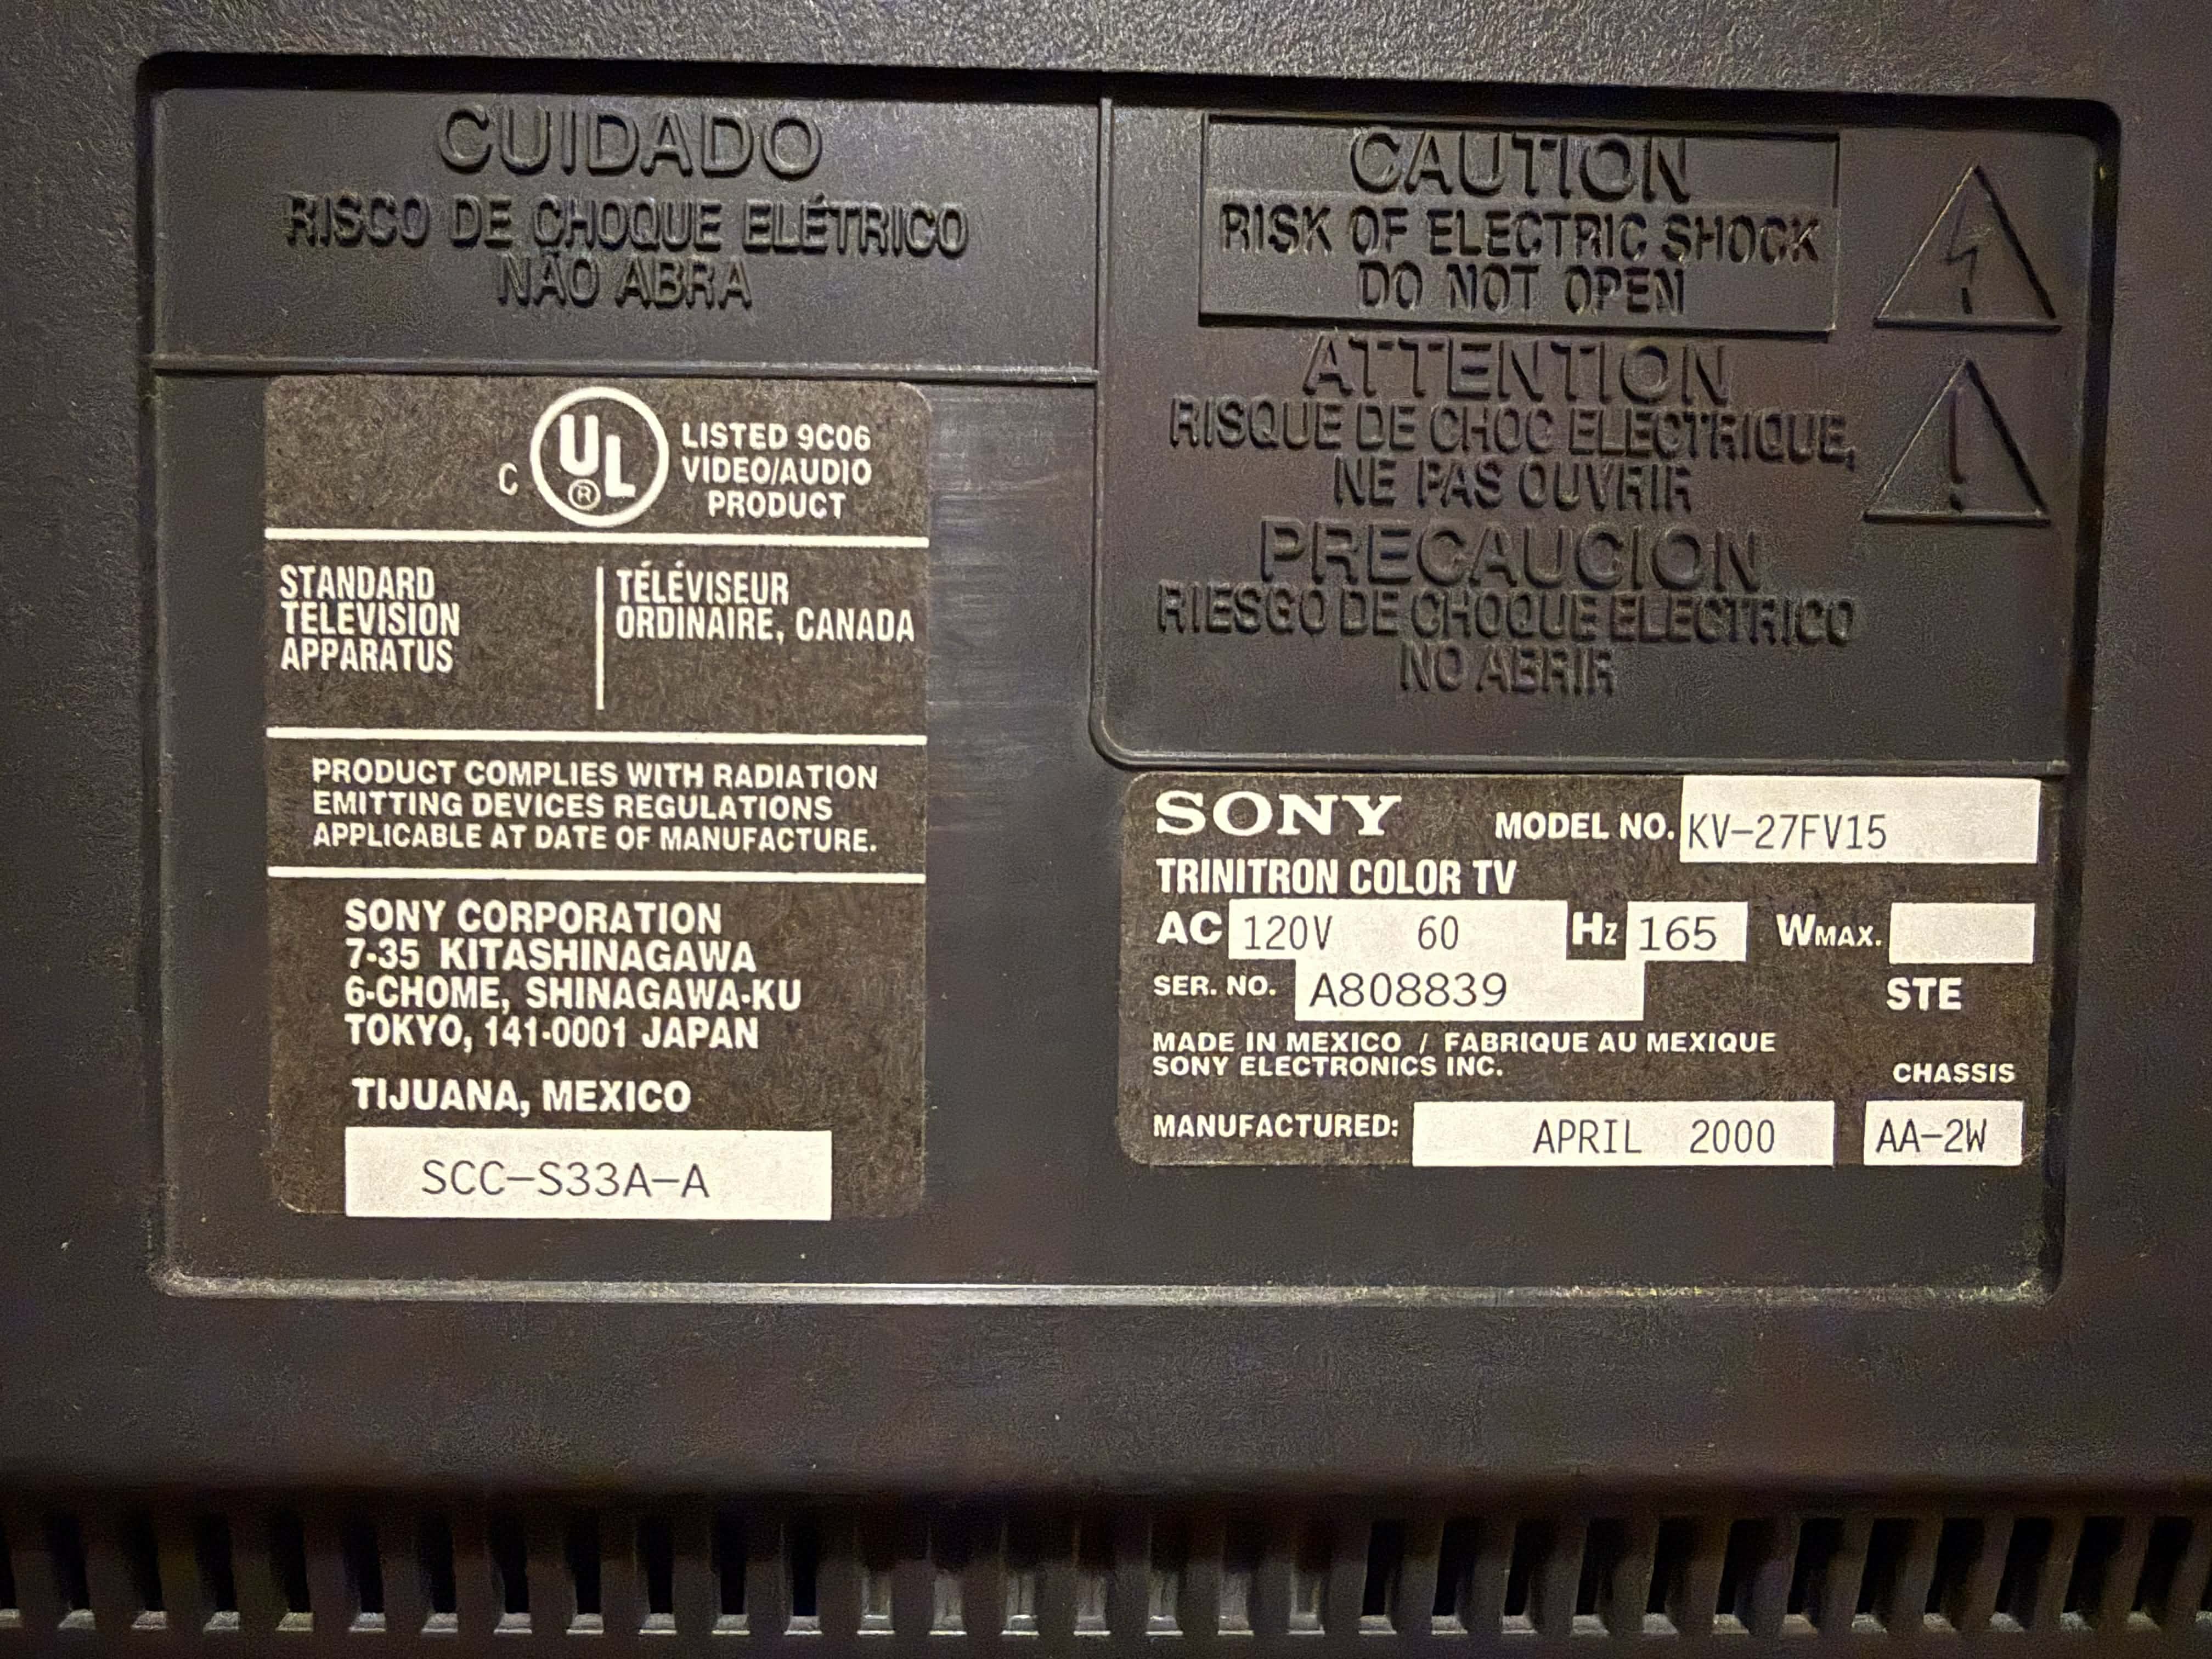 CUIDADO
RISCO DE CHOQUE ELÉTRICO
NÃO ABRA
CAUTION
RISK OF ELECTRIC SHOCK
DO NOT OPEN
ATTENTION
RISQUE DE CHOC ELECTRIQUE,
NE PAS OUVRIR
PRECAUCION
RIESGO DE CHOQUE ELECTRICO
NO ABRIR
C UL ® LISTED 9C06
VIDEO/AUDIO
PRODUCT
STANDARD
TELEVISION
APPARATUS
TÉLÉVISEUR
ORDINAIRE, CANADA
PRODUCT COMPLIES WITH RADIATION
EMITTING DEVICES REGULATIONS
APPLICABLE AT DATE OF MANUFACTURE.
SONY CORPORATION
7-35 KITASHINAGAWA
6-CHOME, SHINAGAWA-KU
TOKYO, 141-0001 JAPAN
TIJUANA, MEXICO
SCC-S33A-A
SONY MODEL NO. KV-27FV15
TRINITRON COLOR TV
AC 120V 60 Hz 165 WMAX.
SER. NO. A808839 STE
MADE IN MEXICO / FABRIQUE AU MEXIQUE
SONY ELECTRONICS INC.
CHASSIS
MANUFACTURED: APRIL 2000 AA-2W